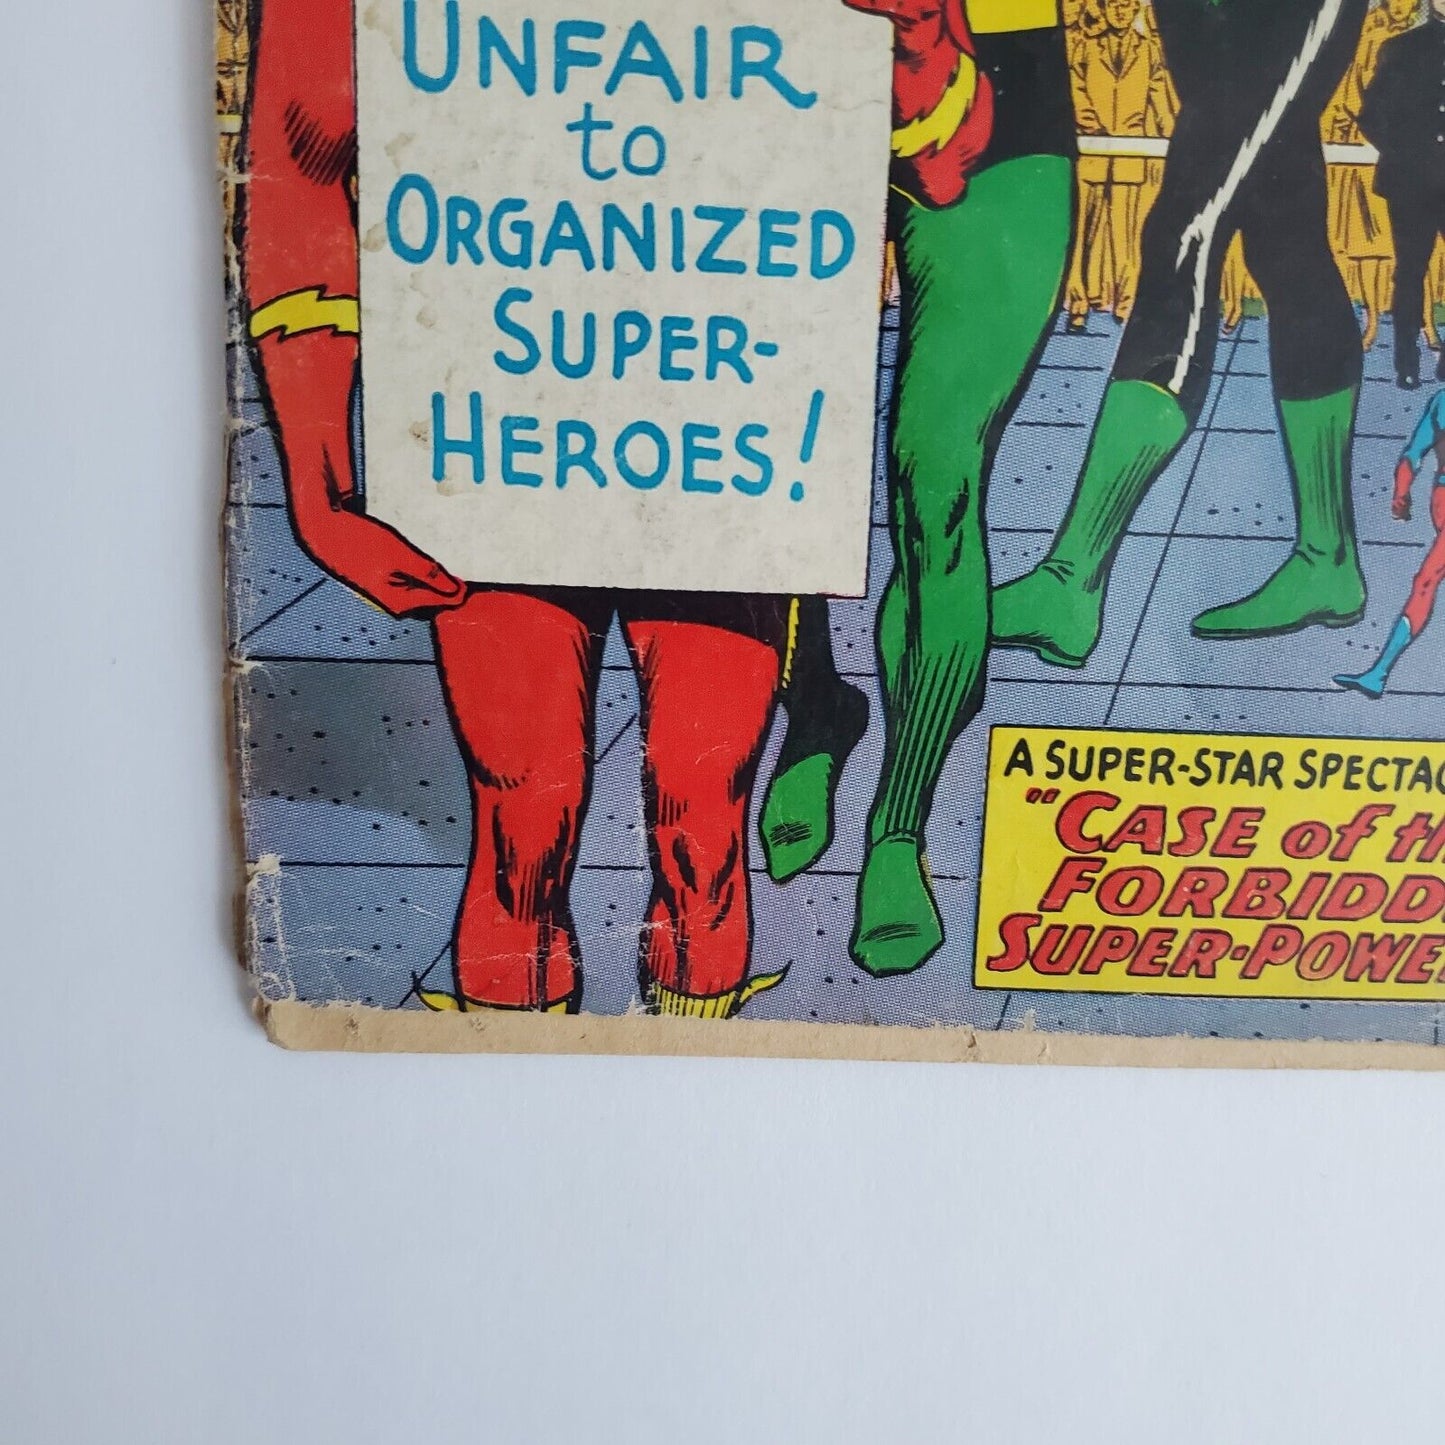 UNFAIR
to
ORGANIZED
SUPER-
HEROES!
A SUPER-STAR SPECTAC
"CASE of th
FORBIDD
SUPER-POWE